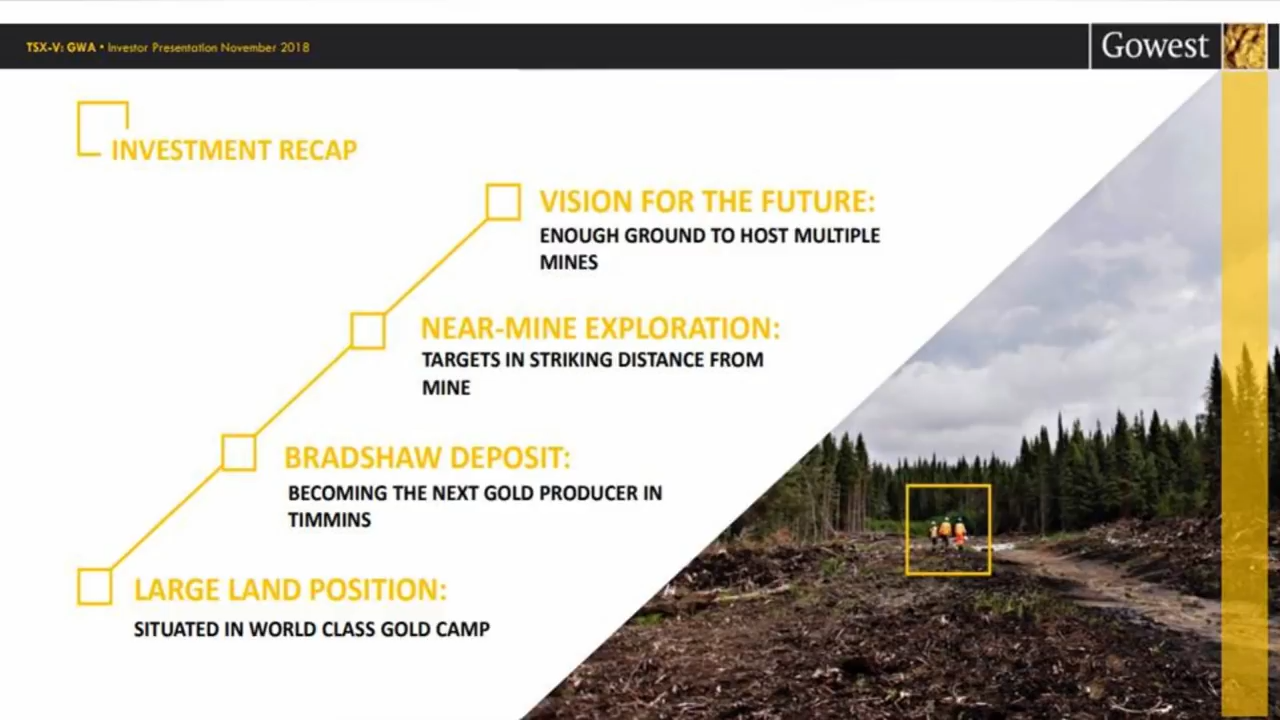 TSX-V: GWA • Investor Presentation November 2018
Gowest
INVESTMENT RECAP
VISION FOR THE FUTURE:
ENOUGH GROUND TO HOST MULTIPLE
MINES
NEAR-MINE EXPLORATION:
TARGETS IN STRIKING DISTANCE FROM
MINE
BRADSHAW DEPOSIT:
BECOMING THE NEXT GOLD PRODUCER IN
TIMMINS
LARGE LAND POSITION:
SITUATED IN WORLD CLASS GOLD CAMP